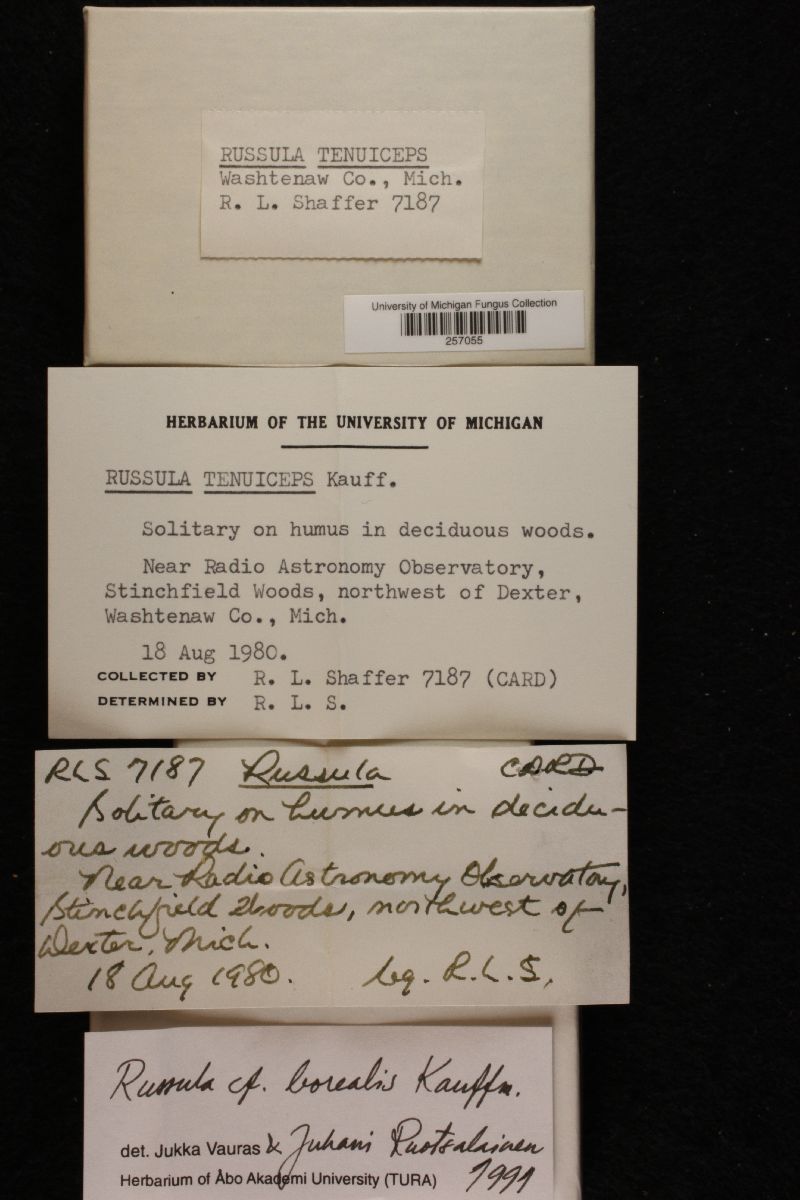 RUSSULA TENUICEPS
Washtenaw Co., Mich.
R. L. Shaffer 7187
University of Michigan Fungus Collection
257055
HERBARIUM OF THE UNIVERSITY OF MICHIGAN
RUSSULA TENUICEPS Kauff.
Solitary on humus in deciduous woods.
Near Radio Astronomy Observatory,
Stinchfield Woods, northwest of Dexter,
Washtenaw Co., Mich.
18 Aug 1980.
COLLECTED BY R. L. Shaffer 7187 (CARD)
DETERMINED BY R. L. S.
RLS 7187 Russula CARD
Solitary on humus in decidu-
ous woods.
Near Radio Astronomy Observatory,
Stinchfield Woods, northwest of
Dexter, Mich.
18 Aug 1980. leg. R.L.S.
Russula cf. borealis Kauffm.
det. Jukka Vauras & Juhani Ruotsalainen
Herbarium of Åbo Akademi University (TURA) 1991